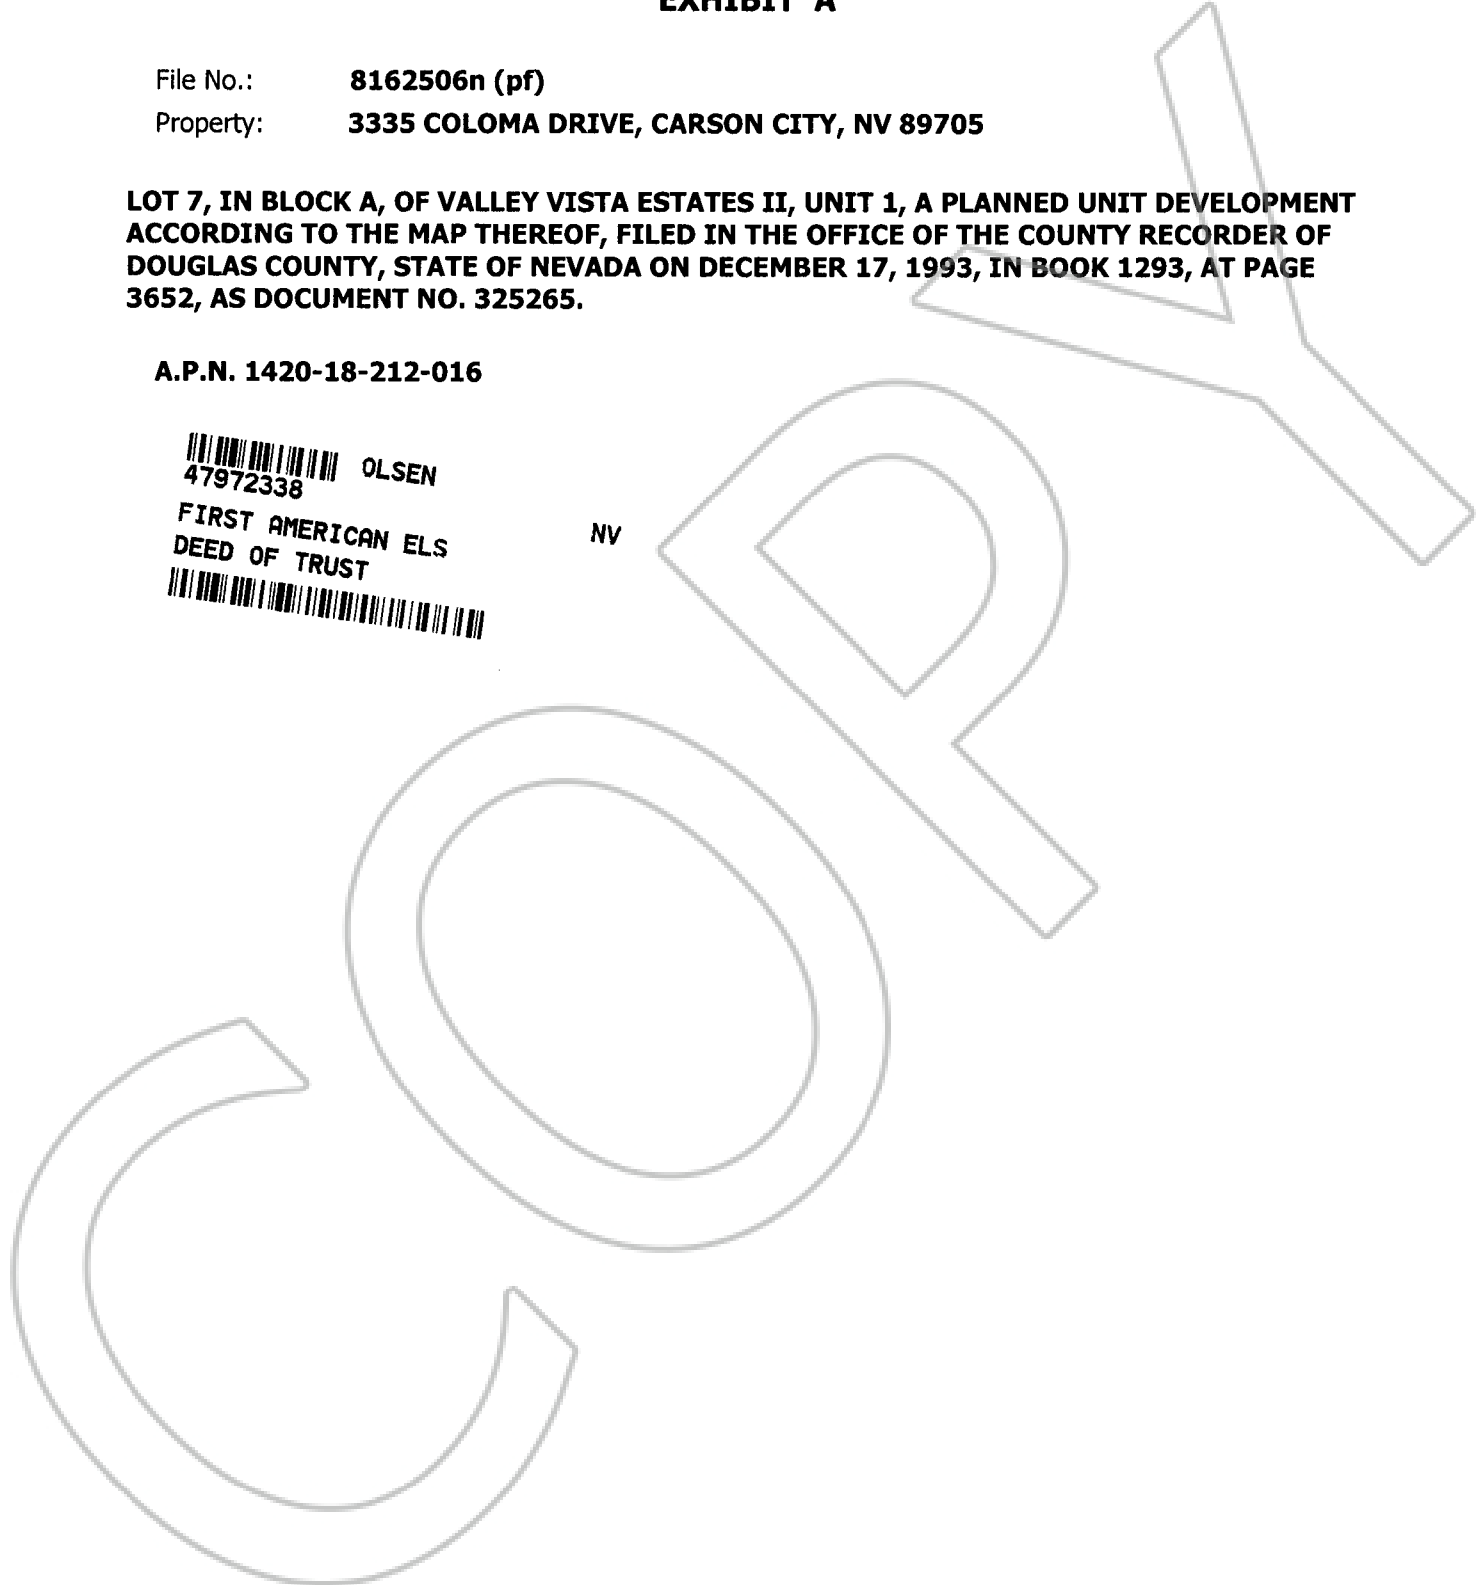 EXHIBIT 'A'
File No.: 8162506n (pf)
Property: 3335 COLOMA DRIVE, CARSON CITY, NV 89705
LOT 7, IN BLOCK A, OF VALLEY VISTA ESTATES II, UNIT 1, A PLANNED UNIT DEVELOPMENT
ACCORDING TO THE MAP THEREOF, FILED IN THE OFFICE OF THE COUNTY RECORDER OF
DOUGLAS COUNTY, STATE OF NEVADA ON DECEMBER 17, 1993, IN BOOK 1293, AT PAGE
3652, AS DOCUMENT NO. 325265.
A.P.N. 1420-18-212-016
OLSEN
47972338
FIRST AMERICAN ELS
NV
DEED OF TRUST
COPY